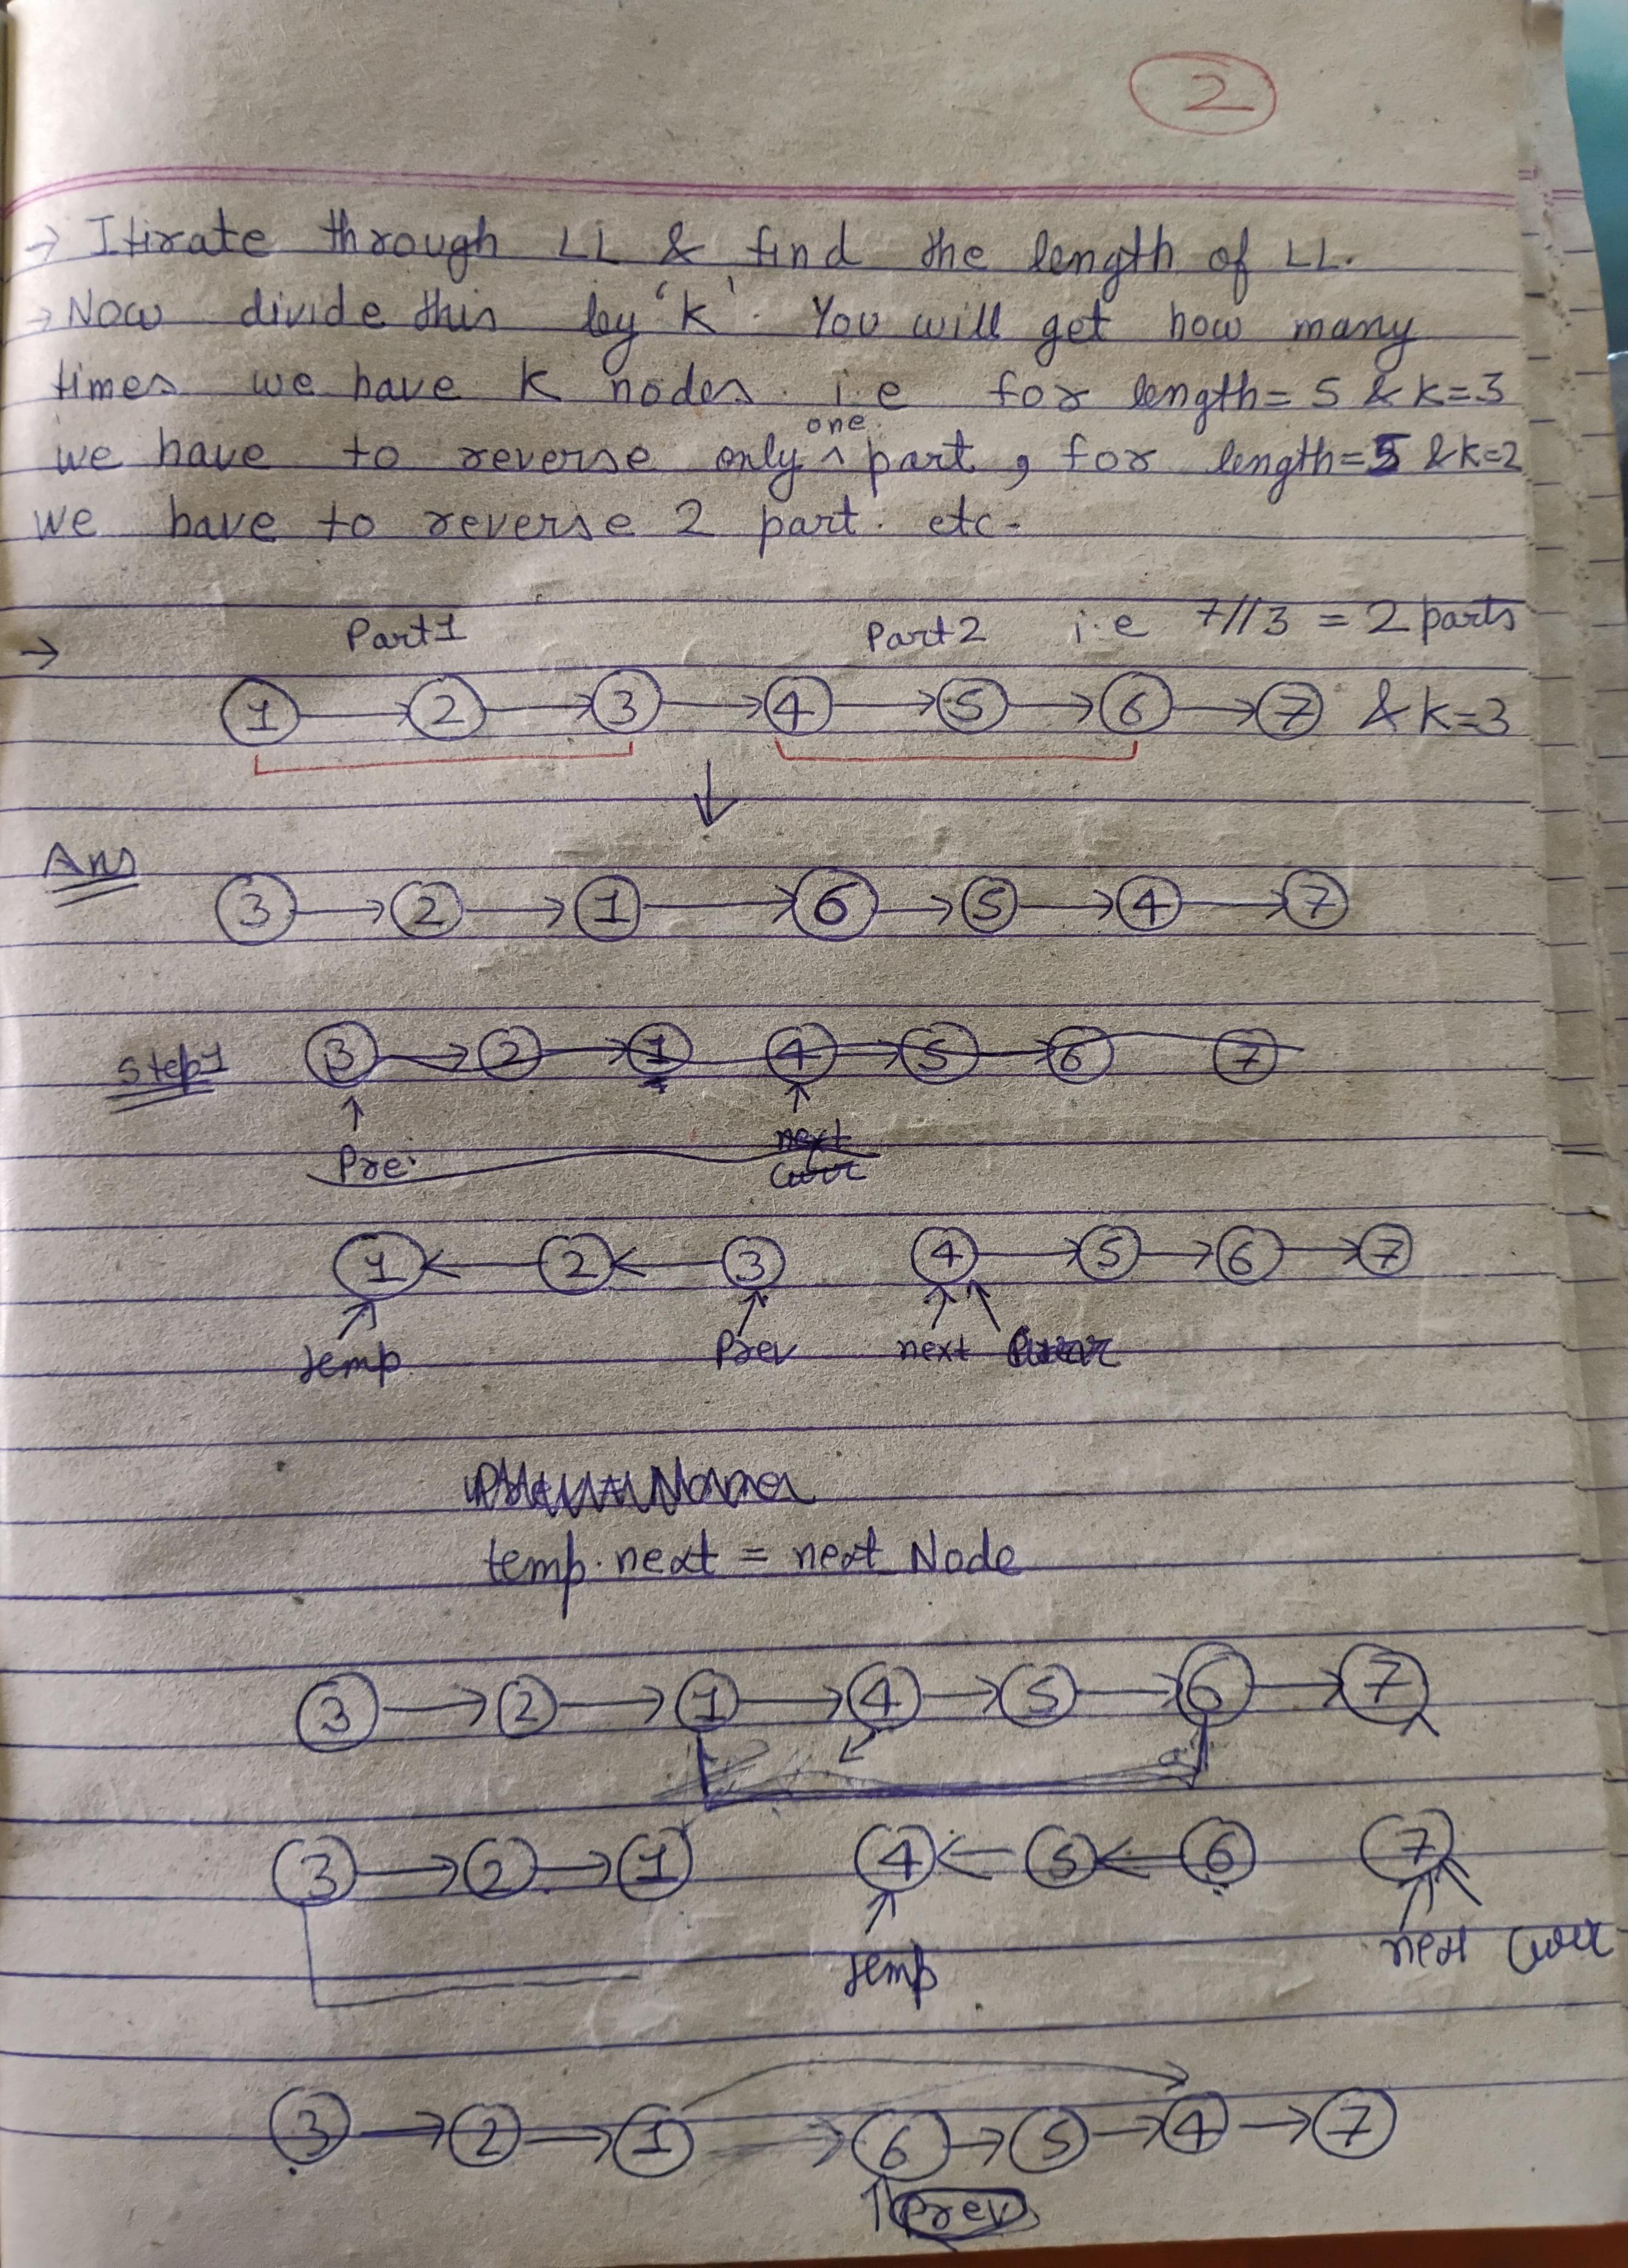 2
→ Itirate through LL & find the length of LL.
→ Now divide this by 'K'. You will get how many
times we have K nodes. i.e for length=5 & K=3
one
we have to reverse only ^ part, for length=5 & K=2
we have to reverse 2 part. etc.
→ Part1 Part2 i.e 7//3 = 2 parts
1 → 2 → 3 → 4 → 5 → 6 → 7 & K=3
↓
Ans
3 → 2 → 1 → 6 → 5 → 4 → 7
Step1 3 → 2 → 1 4 → 5 → 6 7
↑ ↑
Pre. next
curr
1 ← 2 ← 3 4 → 5 → 6 → 7
temp Prev next
temp.next = next Node
3 → 2 → 1 → 4 → 5 → 6 → 7
3 → 2 → 1 4 ← 5 ← 6 7
temp next curr
3 → 2 → 1 → 6 → 5 → 4 → 7
↑ Prev